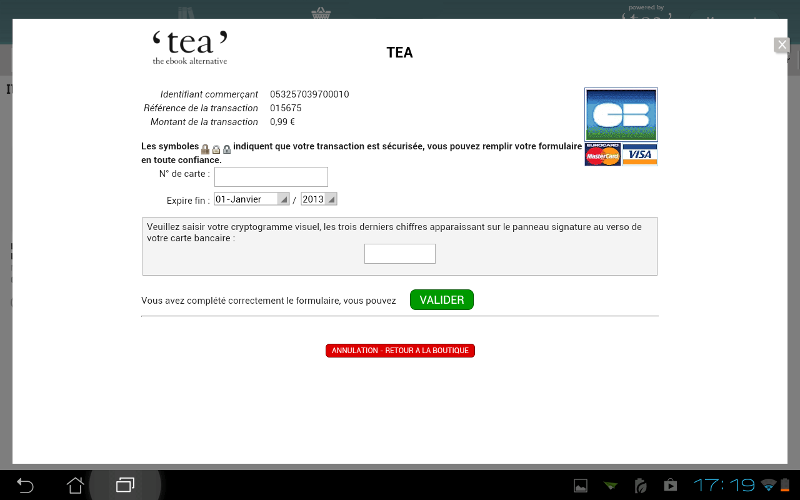 powered by
‘tea’
‘tea’
the ebook alternative
TEA
Identifiant commerçant 053257039700010
Référence de la transaction 015675
Montant de la transaction 0,99 €
CB
Les symboles indiquent que votre transaction est sécurisée, vous pouvez remplir votre formulaire
en toute confiance.
EUROCARD
MasterCard VISA
N° de carte :
Expire fin : 01-Janvier / 2013
Veuillez saisir votre cryptogramme visuel, les trois derniers chiffres apparaissant sur le panneau signature au verso de
votre carte bancaire :
Vous avez complété correctement le formulaire, vous pouvez VALIDER
ANNULATION - RETOUR A LA BOUTIQUE
17:19